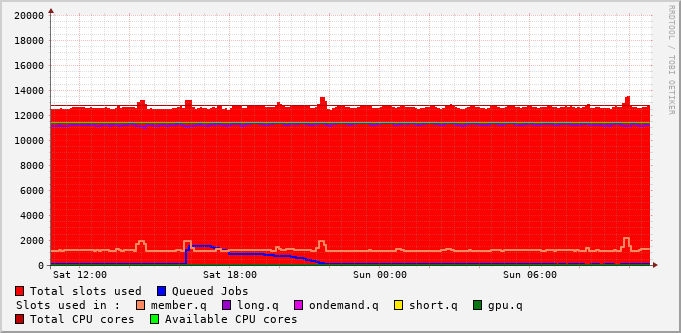 20000
18000
16000
14000
12000
10000
8000
6000
4000
2000
0
Sat 12:00 Sat 18:00 Sun 00:00 Sun 06:00
Total slots used Queued Jobs
Slots used in : member.q long.q ondemand.q short.q gpu.q
Total CPU cores Available CPU cores
RRDTOOL / TOBI OETIKER